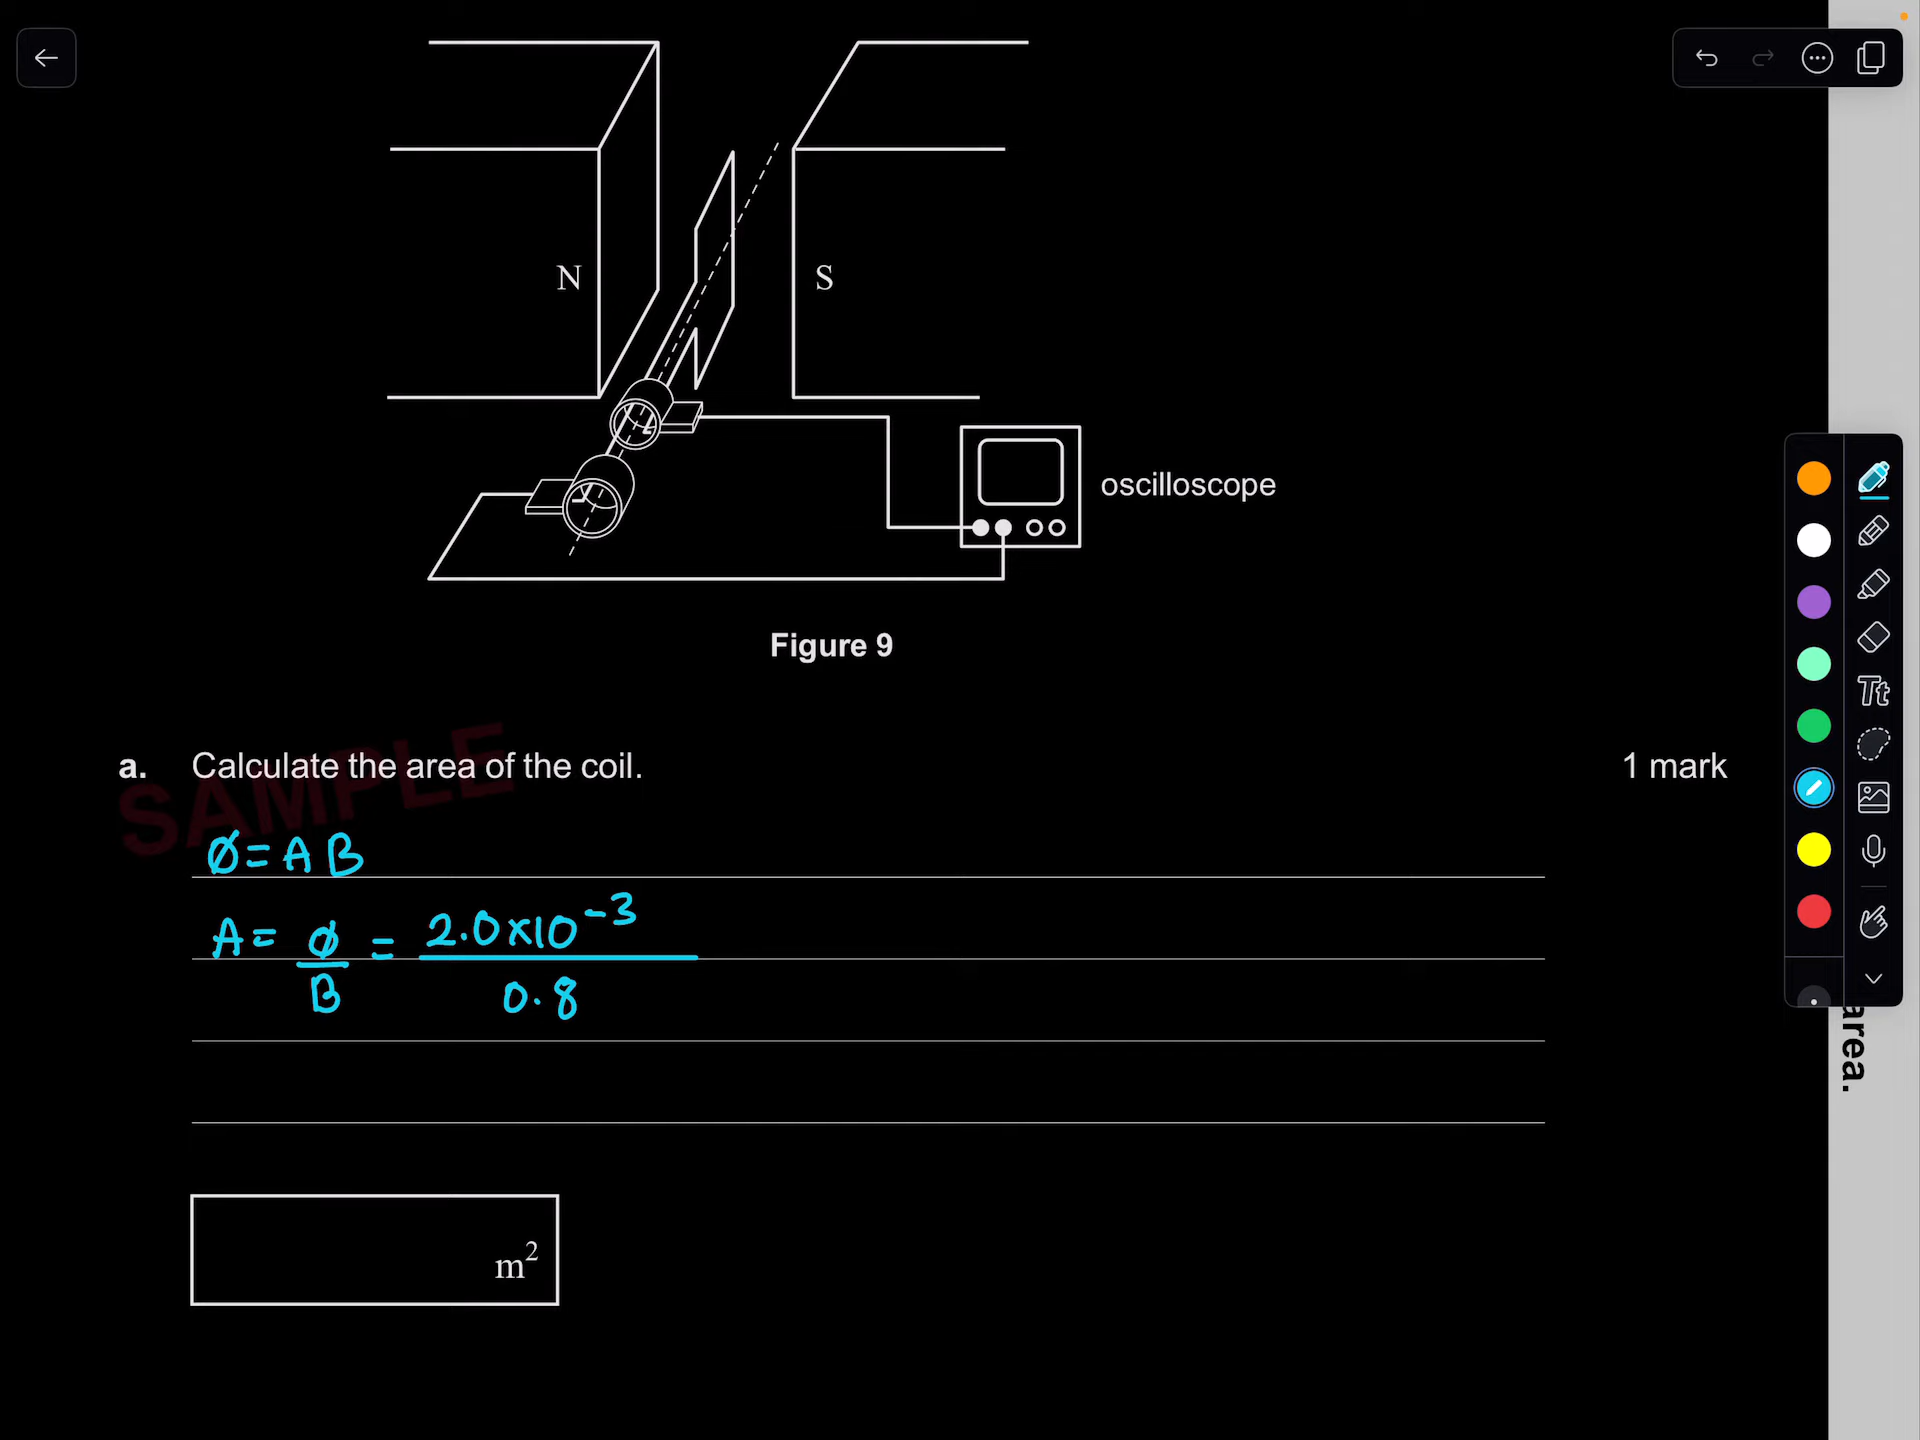 N
S
oscilloscope
Figure 9
SAMPLE
a. Calculate the area of the coil. 1 mark
Ø = A B
A = Ø/B = 2.0×10⁻³/0.8
m²
Tt
area.